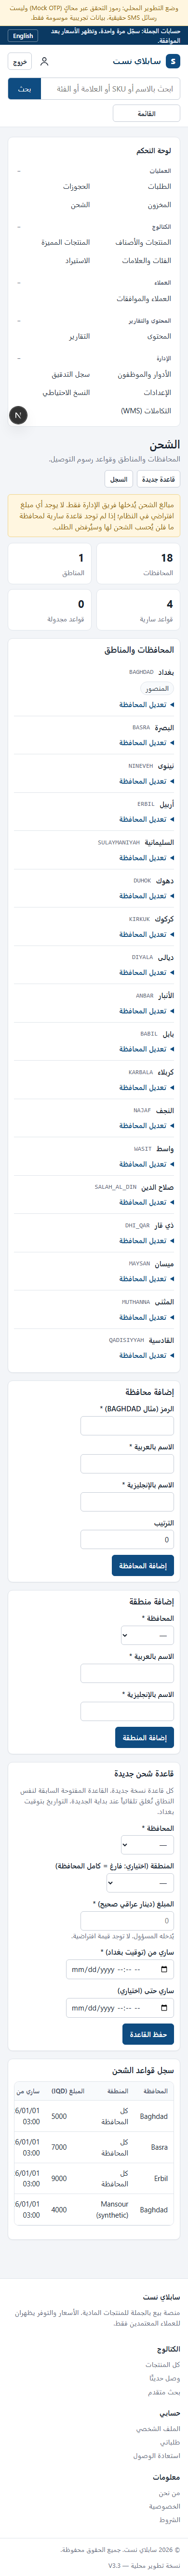 وضع التطوير المحلي: رموز التحقق عبر محاكٍ (Mock OTP) وليست
رسائل SMS حقيقية. بيانات تجريبية موسومة فقط.
حسابات الجملة: سجّل مرة واحدة، وتظهر الأسعار بعد
الموافقة.
English
S
سابلاي نست
خروج
ابحث بالاسم أو SKU أو العلامة أو الفئة
بحث
القائمة
لوحة التحكم
العمليات
الطلبات
الحجوزات
المخزون
الشحن
الكتالوج
المنتجات والأصناف
المنتجات المميزة
الفئات والعلامات
الاستيراد
العملاء
العملاء والموافقات
المحتوى والتقارير
المحتوى
التقارير
الإدارة
الأدوار والموظفون
سجل التدقيق
الإعدادات
النسخ الاحتياطي
التكاملات (WMS)
N
الشحن
المحافظات والمناطق وقواعد رسوم التوصيل.
قاعدة جديدة
السجل
مبالغ الشحن يُدخلها فريق الإدارة فقط. لا يوجد أي مبلغ
افتراضي في النظام؛ إذا لم توجد قاعدة سارية لمحافظة
ما فلن يُحسب الشحن لها وسيُرفض الطلب.
18
المحافظات
1
المناطق
4
قواعد سارية
0
قواعد مجدولة
المحافظات والمناطق
بغداد BAGHDAD
المنصور
تعديل المحافظة
البصرة BASRA
تعديل المحافظة
نينوى NINEVEH
تعديل المحافظة
أربيل ERBIL
تعديل المحافظة
السليمانية SULAYMANIYAH
تعديل المحافظة
دهوك DUHOK
تعديل المحافظة
كركوك KIRKUK
تعديل المحافظة
ديالى DIYALA
تعديل المحافظة
الأنبار ANBAR
تعديل المحافظة
بابل BABIL
تعديل المحافظة
كربلاء KARBALA
تعديل المحافظة
النجف NAJAF
تعديل المحافظة
واسط WASIT
تعديل المحافظة
صلاح الدين SALAH_AL_DIN
تعديل المحافظة
ذي قار DHI_QAR
تعديل المحافظة
ميسان MAYSAN
تعديل المحافظة
المثنى MUTHANNA
تعديل المحافظة
القادسية QADISIYYAH
تعديل المحافظة
إضافة محافظة
الرمز (مثال BAGHDAD) *
الاسم بالعربية *
الاسم بالإنجليزية *
الترتيب
0
إضافة المحافظة
إضافة منطقة
المحافظة *
—
الاسم بالعربية *
الاسم بالإنجليزية *
إضافة المنطقة
قاعدة شحن جديدة
كل قاعدة نسخة جديدة. القاعدة المفتوحة السابقة لنفس
النطاق تُغلق تلقائياً عند بداية الجديدة. التواريخ بتوقيت
بغداد.
المحافظة *
—
المنطقة (اختياري: فارغ = كامل المحافظة)
—
المبلغ (دينار عراقي صحيح) *
0
يُدخله المسؤول. لا توجد قيمة افتراضية.
ساري من (توقيت بغداد) *
mm/dd/yyyy --:-- --
ساري حتى (اختياري)
mm/dd/yyyy --:-- --
حفظ القاعدة
سجل قواعد الشحن
المحافظة المنطقة المبلغ (IQD) ساري من
Baghdad كل المحافظة 5000 6/01/01 03:00
Basra كل المحافظة 7000 6/01/01 03:00
Erbil كل المحافظة 9000 6/01/01 03:00
Baghdad Mansour (synthetic) 4000 6/01/01 03:00
سابلاي نست
منصة بيع بالجملة للمنتجات المادية. الأسعار والتوفر يظهران
للعملاء المعتمدين فقط.
الكتالوج
كل المنتجات
وصل حديثًا
بحث متقدم
حسابي
الملف الشخصي
طلباتي
استعادة الوصول
معلومات
من نحن
الخصوصية
الشروط
© 2026 سابلاي نست. جميع الحقوق محفوظة.
نسخة تطوير محلية — V3.3